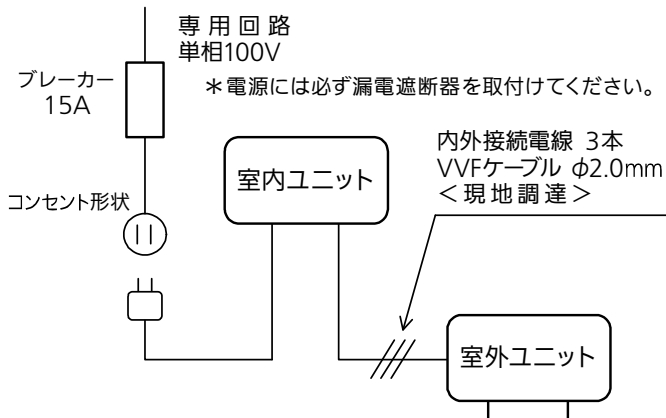 専用回路
単相100V
＊電源には必ず漏電遮断器を取付けてください。
ブレーカー
15A
内外接続電線 3本
VVFケーブル φ2.0mm
＜現地調達＞
室内ユニット
コンセント形状
室外ユニット